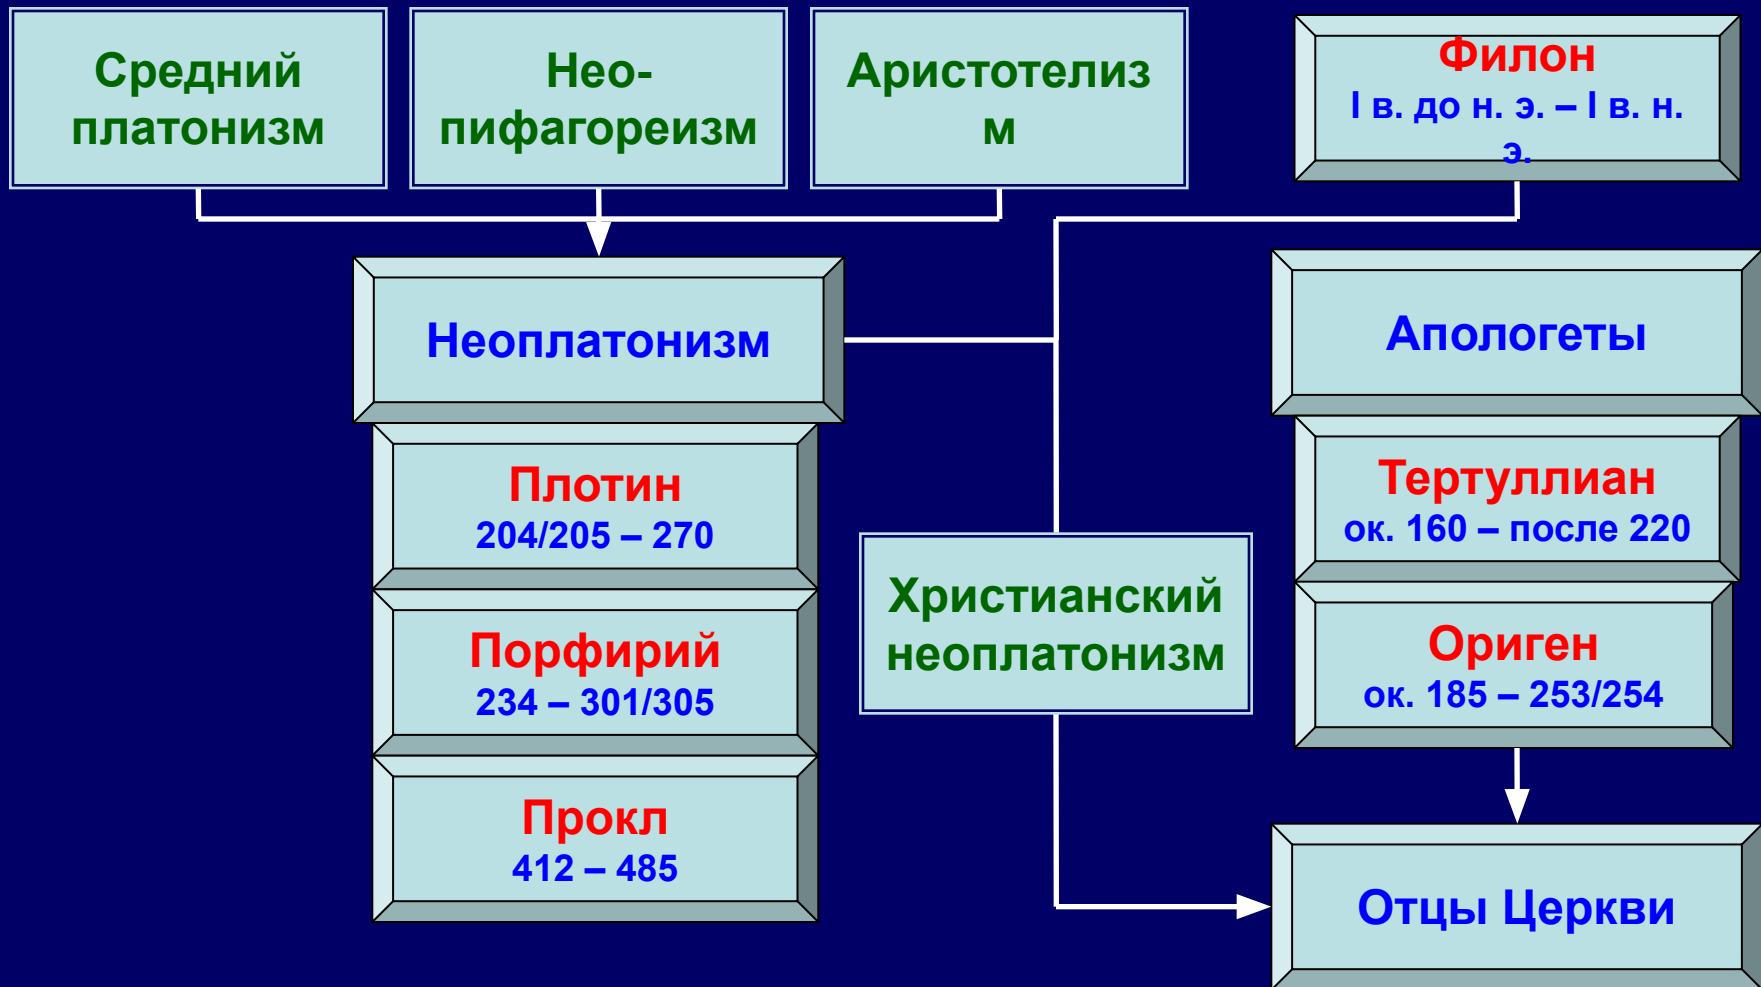 Средний
платонизм
Нео-
пифагореизм
Аристотелиз
м
Филон
I в. до н. э. – I в. н.
э.
Неоплатонизм
Плотин
204/205 – 270
Порфирий
234 – 301/305
Прокл
412 – 485
Христианский
неоплатонизм
Апологеты
Тертуллиан
ок. 160 – после 220
Ориген
ок. 185 – 253/254
Отцы Церкви